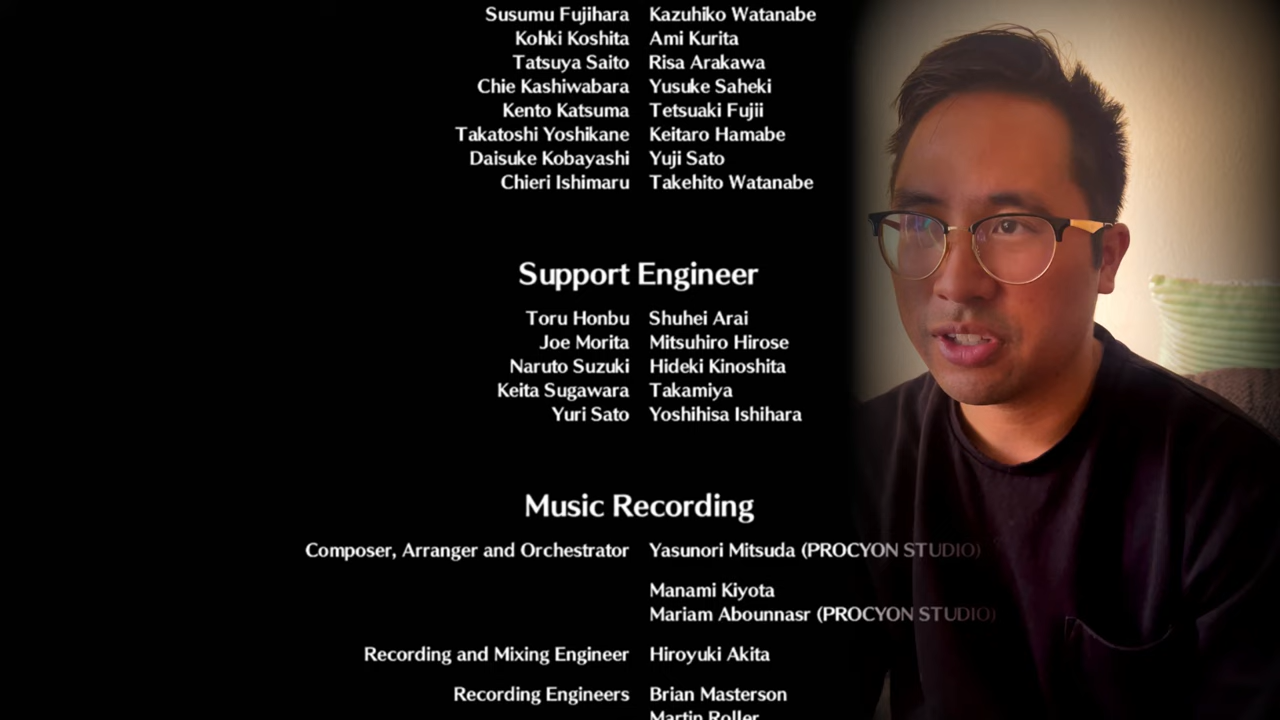 Susumu Fujihara Kazuhiko Watanabe
Kohki Koshita Ami Kurita
Tatsuya Saito Risa Arakawa
Chie Kashiwabara Yusuke Saheki
Kento Katsuma Tetsuaki Fujii
Takatoshi Yoshikane Keitaro Hamabe
Daisuke Kobayashi Yuji Sato
Chieri Ishimaru Takehito Watanabe
Support Engineer
Toru Honbu Shuhei Arai
Joe Morita Mitsuhiro Hirose
Naruto Suzuki Hideki Kinoshita
Keita Sugawara Takamiya
Yuri Sato Yoshihisa Ishihara
Music Recording
Composer, Arranger and Orchestrator Yasunori Mitsuda (PROCYON STUDIO)
Manami Kiyota
Mariam Abounnasr (PROCYON STUDIO)
Recording and Mixing Engineer Hiroyuki Akita
Recording Engineers Brian Masterson
Martin Roller